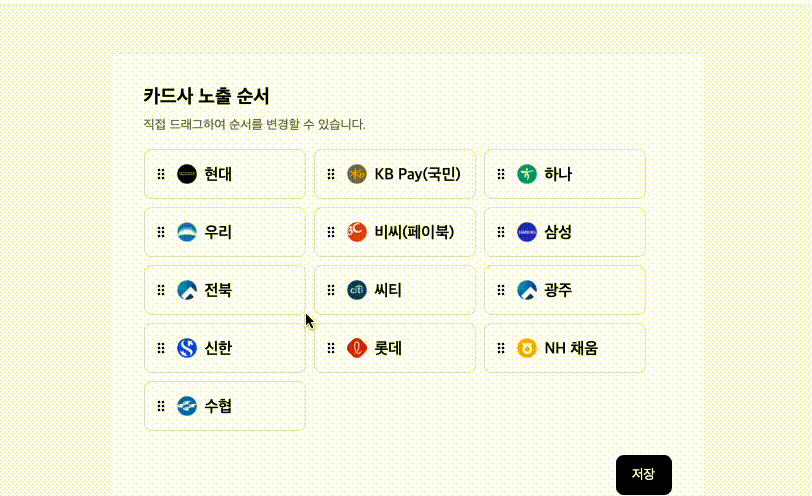 카드사 노출 순서
직접 드래그하여 순서를 변경할 수 있습니다.
현대
KB Pay(국민)
하나
우리
비씨(페이북)
SAMSUNG
삼성
전북
citi
씨티
광주
신한
롯데
NH 채움
수협
저장